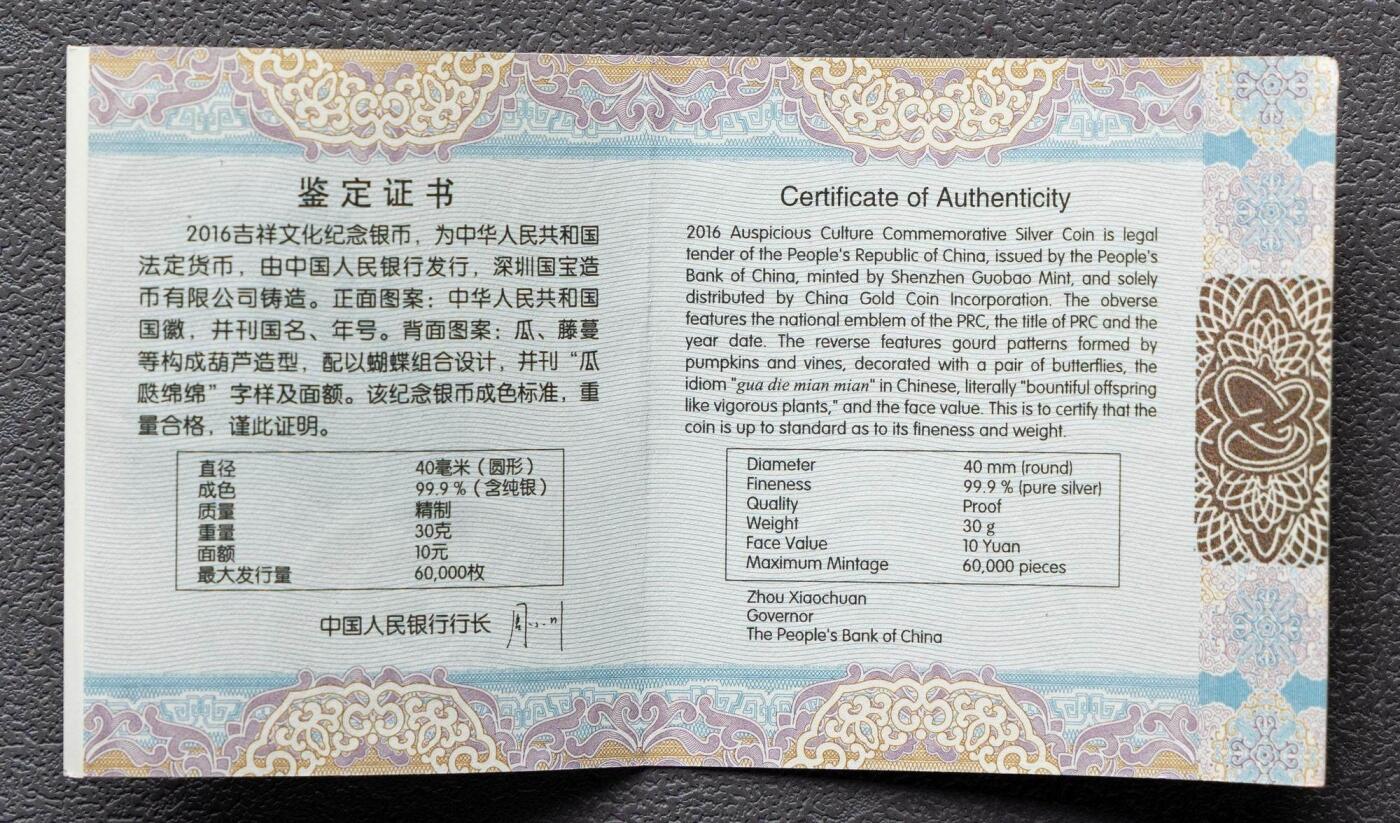 鉴定证书
2016吉祥文化纪念银币，为中华人民共和国
法定货币，由中国人民银行发行，深圳国宝造
币有限公司铸造。正面图案：中华人民共和国
国徽，并刊国名、年号。背面图案：瓜、藤蔓
等构成葫芦造型，配以蝴蝶组合设计，并刊“瓜
瓞绵绵”字样及面额。该纪念银币成色标准，重
量合格，谨此证明。
直径 40毫米（圆形）
成色 99.9％（含纯银）
质量 精制
重量 30克
面额 10元
最大发行量 60,000枚
中国人民银行行长
Certificate of Authenticity
2016 Auspicious Culture Commemorative Silver Coin is legal
tender of the People's Republic of China, issued by the People's
Bank of China, minted by Shenzhen Guobao Mint, and solely
distributed by China Gold Coin Incorporation. The obverse
features the national emblem of the PRC, the title of PRC and the
year date. The reverse features gourd patterns formed by
pumpkins and vines, decorated with a pair of butterflies, the
idiom "gua die mian mian" in Chinese, literally "bountiful offspring
like vigorous plants," and the face value. This is to certify that the
coin is up to standard as to its fineness and weight.
Diameter 40 mm (round)
Fineness 99.9 % (pure silver)
Quality Proof
Weight 30 g
Face Value 10 Yuan
Maximum Mintage 60,000 pieces
Zhou Xiaochuan
Governor
The People's Bank of China